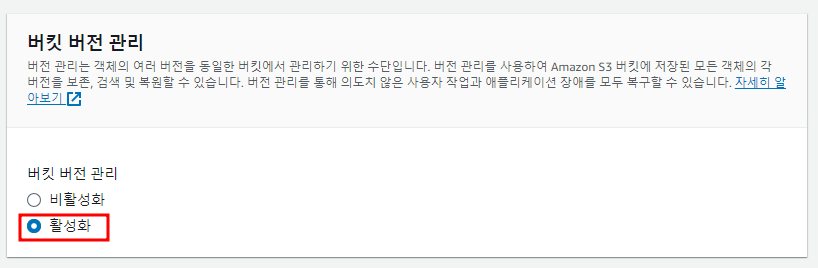 버킷 버전 관리
버전 관리는 객체의 여러 버전을 동일한 버킷에서 관리하기 위한 수단입니다. 버전 관리를 사용하여 Amazon S3 버킷에 저장된 모든 객체의 각
버전을 보존, 검색 및 복원할 수 있습니다. 버전 관리를 통해 의도치 않은 사용자 작업과 애플리케이션 장애를 모두 복구할 수 있습니다. 자세히 알
아보기
버킷 버전 관리
비활성화
활성화